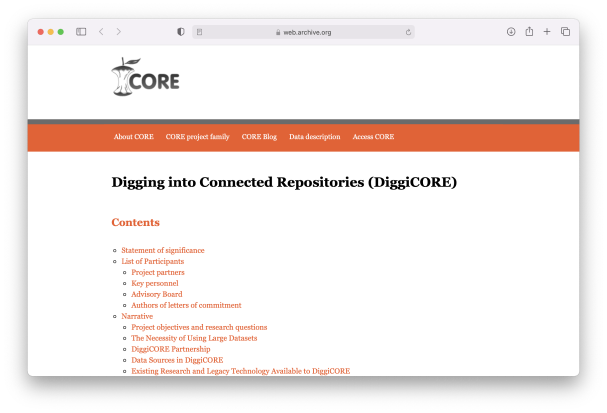 web.archive.org
CORE
About CORE CORE project family CORE Blog Data description Access CORE
Digging into Connected Repositories (DiggiCORE)
Contents
Statement of significance
List of Participants
Project partners
Key personnel
Advisory Board
Authors of letters of commitment
Narrative
Project objectives and research questions
The Necessity of Using Large Datasets
DiggiCORE Partnership
Data Sources in DiggiCORE
Existing Research and Legacy Technology Available to DiggiCORE